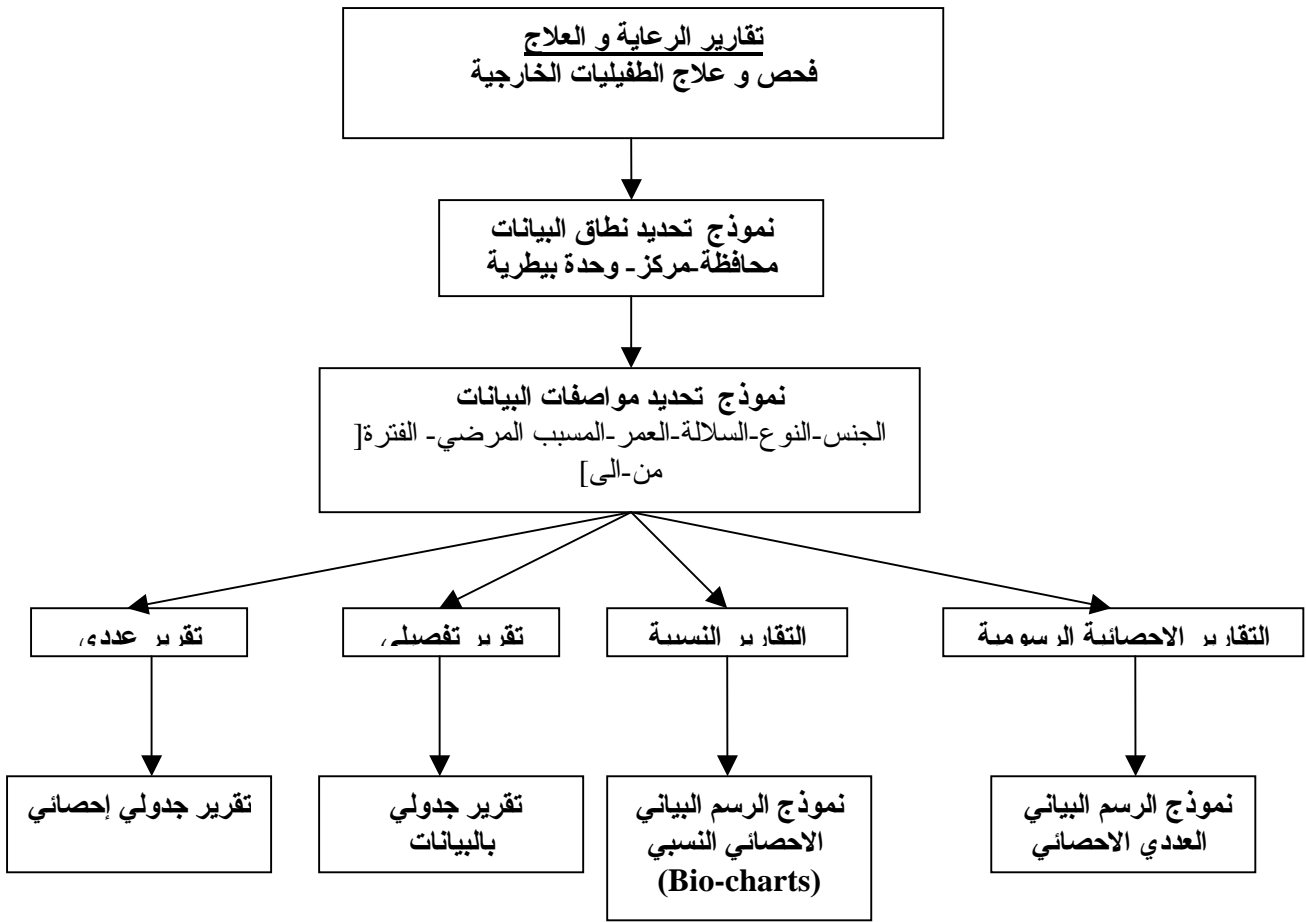 تقارير الرعاية و العلاج
فحص و علاج الطفيليات الخارجية
نموذج تحديد نطاق البيانات
محافظة-مركز- وحدة بيطرية
نموذج تحديد مواصفات البيانات
الجنس-النوع-السلالة-العمر-المسبب المرضي- الفترة[
من-الى]
التقارير الاحصائية الرسومية
التقارير النسبية
تقرير تفصيلي
تقرير عددي
نموذج الرسم البياني
العددي الاحصائي
نموذج الرسم البياني
الاحصائي النسبي
(Bio-charts)
تقرير جدولي
بالبيانات
تقرير جدولي إحصائي